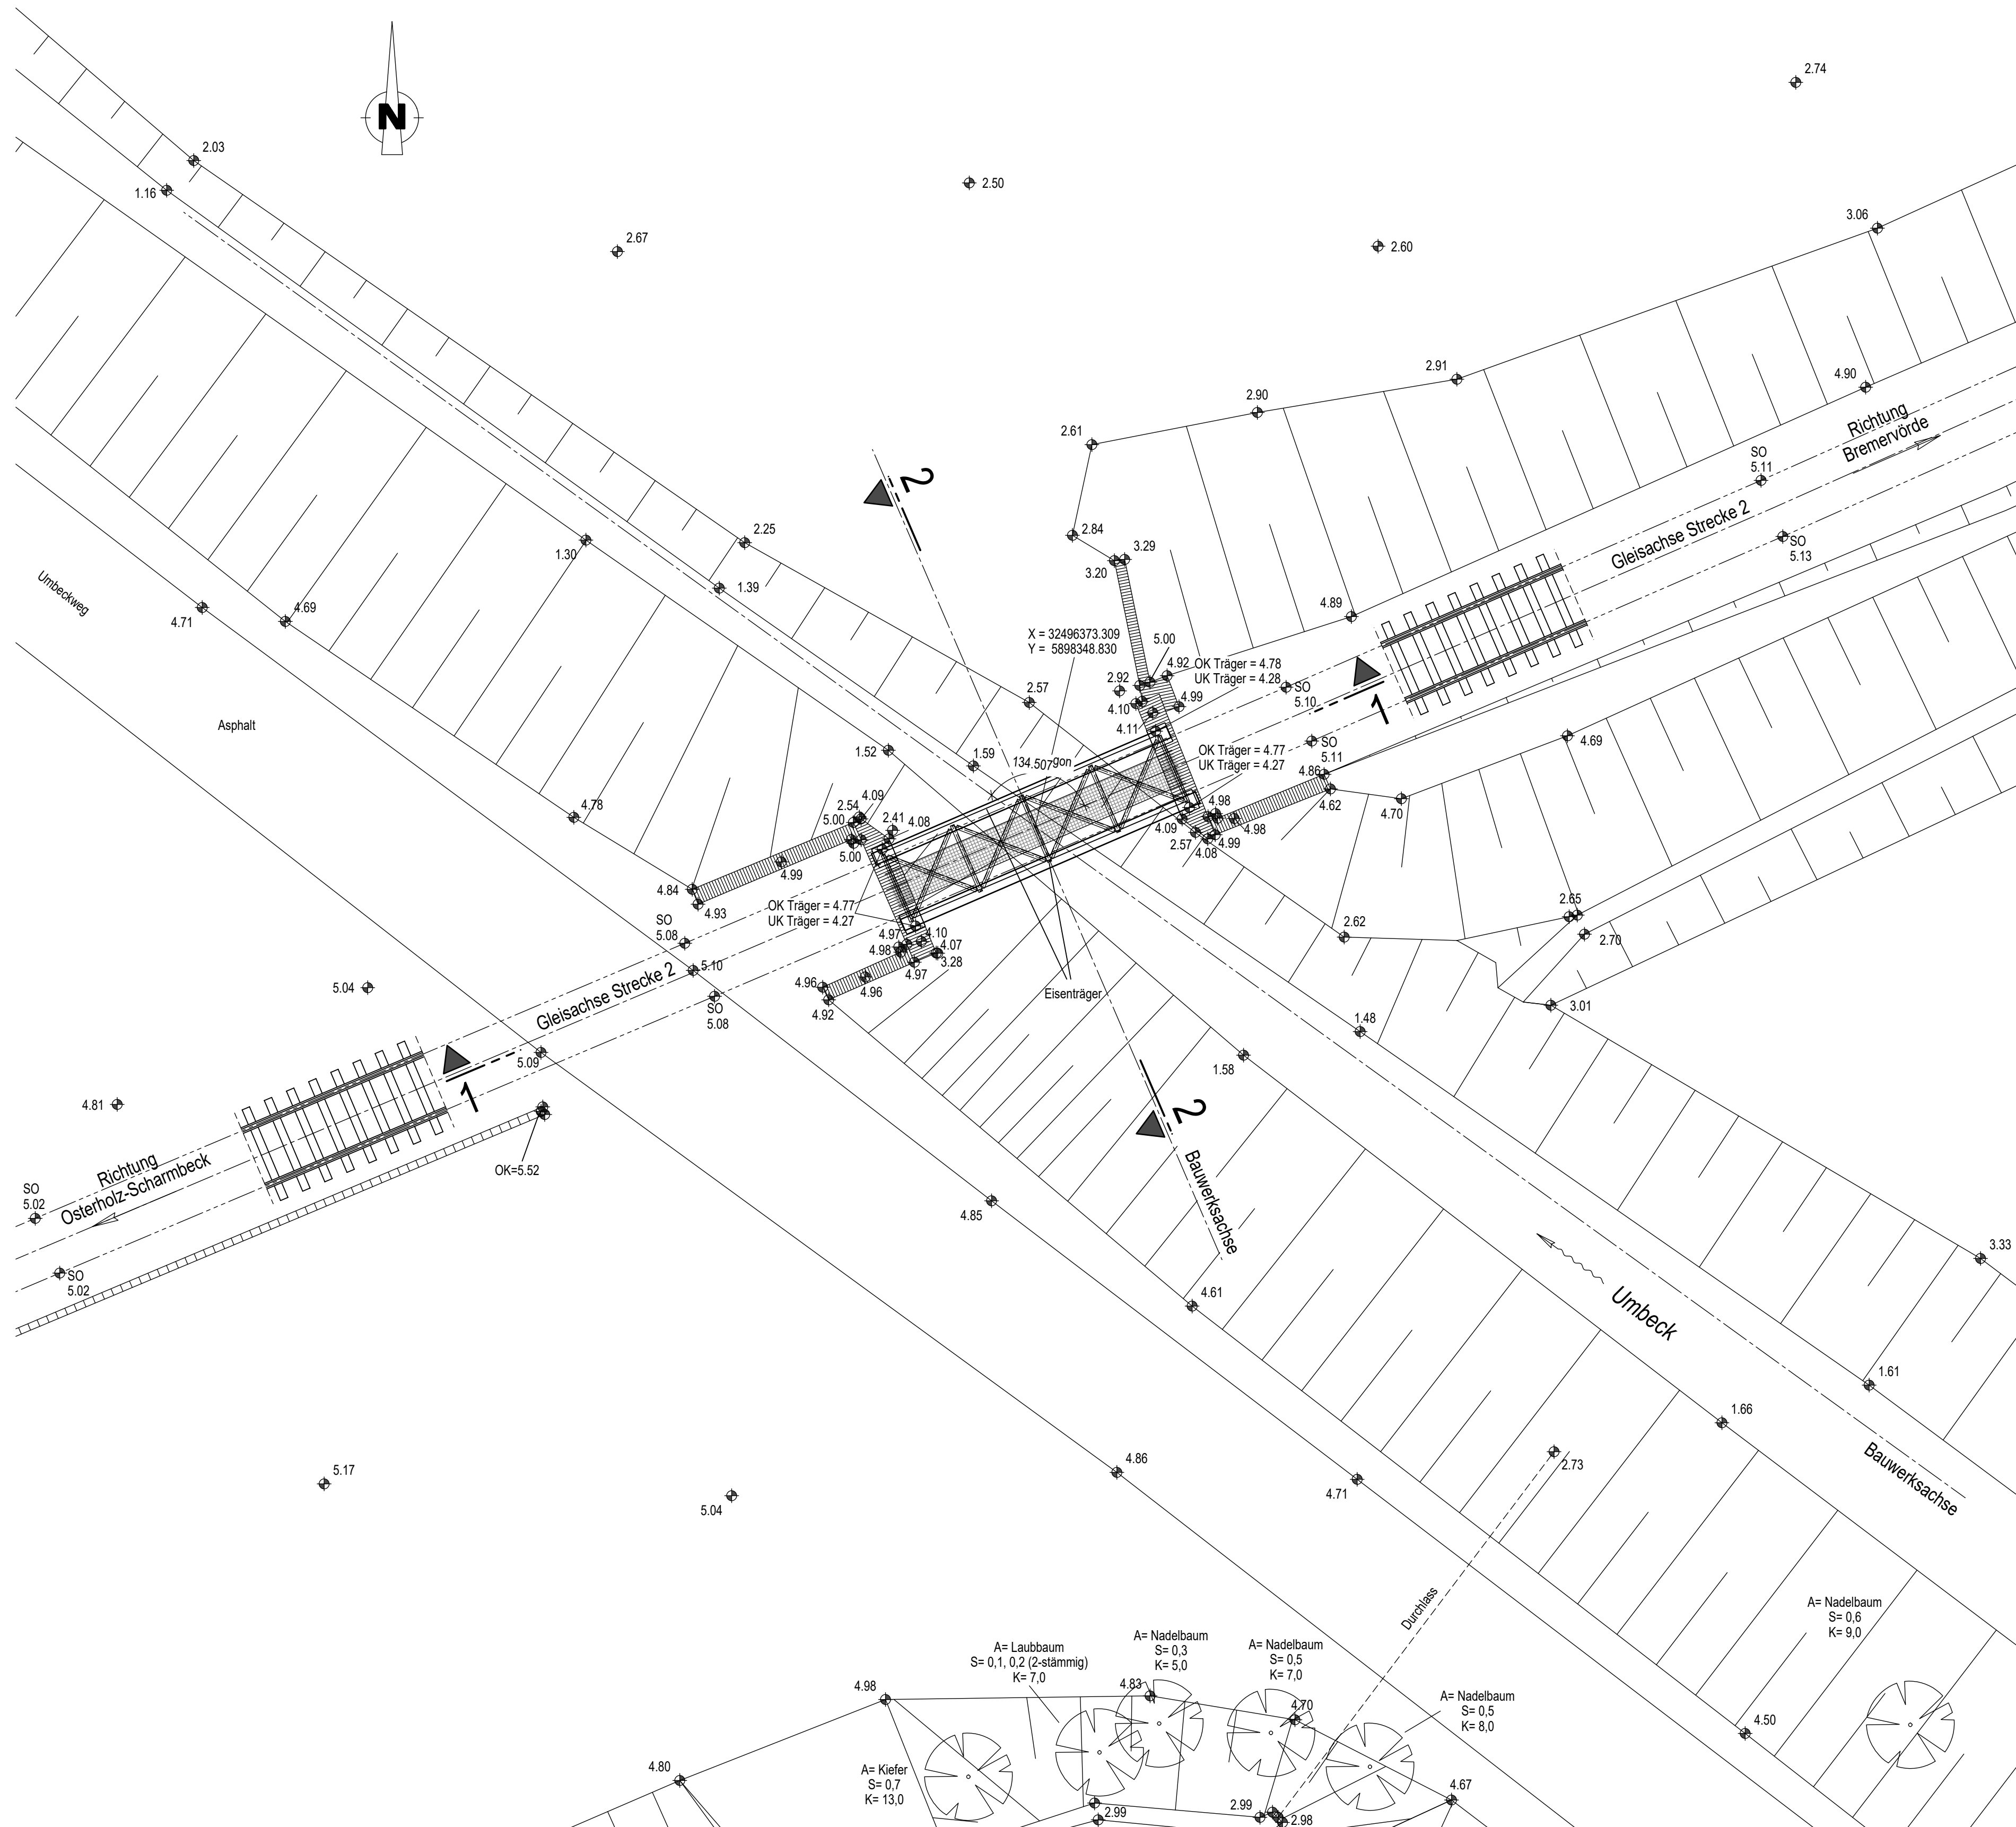 N
2.74
2.03
1.16
2.50
2.67
2.60
3.06
2.91
4.90
2.90
2.61
Richtung
Bremervörde
SO
5.11
2
Gleisachse Strecke 2
2.84
3.29
3.20
SO
5.13
2.25
1.30
1.39
Umbeckweg
4.71
4.69
4.89
X = 32496373.309
Y = 5898348.830
5.00
4.92
OK Träger = 4.78
UK Träger = 4.28
2.92
4.99
4.10
SO
5.10
1
2.57
Asphalt
4.11
4.69
1.52
1.59
134.507gon
OK Träger = 4.77
UK Träger = 4.27
SO
5.11
4.86
4.62
4.70
4.78
2.54
4.09
5.00
2.41
4.08
5.00
4.98
4.09
4.98
2.57
4.99
4.08
4.99
4.84
4.93
OK Träger = 4.77
UK Träger = 4.27
2.65
2.62
2.70
SO
5.08
4.97
4.10
4.98
4.07
3.28
4.97
5.10
4.96
4.96
4.92
Eisenträger
5.04
Gleisachse Strecke 2
SO
5.08
3.01
1.48
5.09
1
1.58
4.81
2
OK=5.52
Richtung
Osterholz-Scharmbeck
SO
5.02
Bauwerksachse
4.85
SO
5.02
3.33
4.61
Umbeck
1.61
1.66
4.86
5.17
4.71
2.73
Bauwerksachse
5.04
Durchlass
A= Nadelbaum
S= 0,6
K= 9,0
A= Laubbaum
S= 0,1, 0,2 (2-stämmig)
K= 7,0
A= Nadelbaum
S= 0,3
K= 5,0
A= Nadelbaum
S= 0,5
K= 7,0
4.98
4.83
4.70
A= Nadelbaum
S= 0,5
K= 8,0
4.50
4.80
A= Kiefer
S= 0,7
K= 13,0
4.67
2.99
2.99
2.98